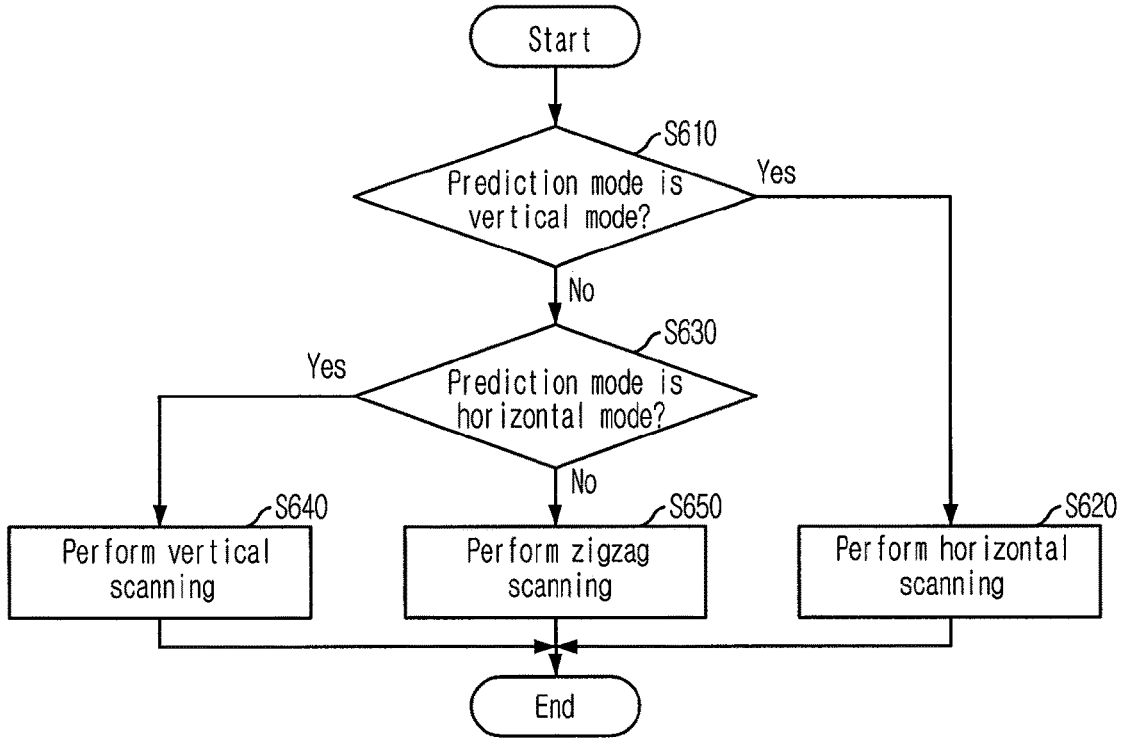 Start
S610
Prediction mode is
vertical mode?
Yes
No
S630
Prediction mode is
horizontal mode?
Yes
No
S640
Perform vertical
scanning
S650
Perform zigzag
scanning
S620
Perform horizontal
scanning
End